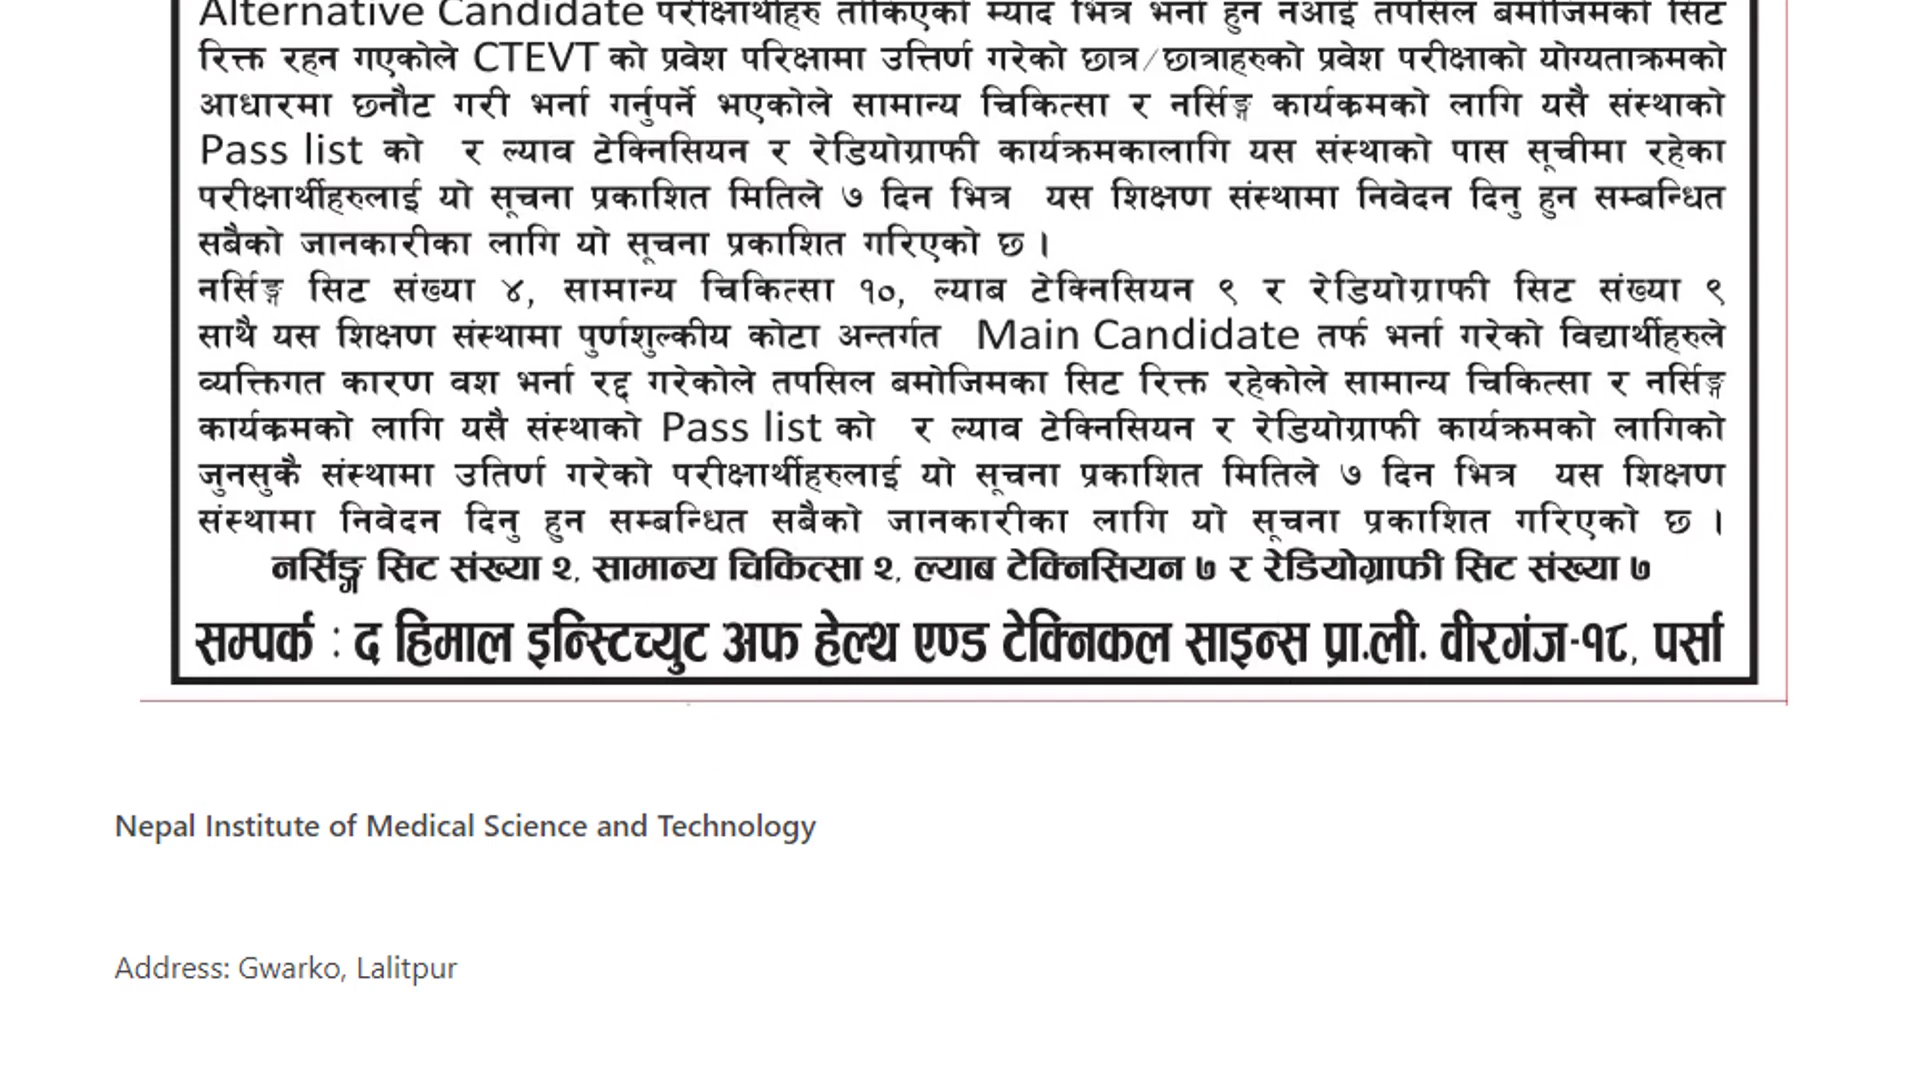 Alternative Candidate परीक्षार्थीहरु तोकिएको म्याद भित्र भर्ना हुन नआई तपसिल बमोजिमको सिट
रिक्त रहन गएकोले CTEVT को प्रवेश परिक्षामा उत्तिर्ण गरेको छात्र/छात्राहरुको प्रवेश परीक्षाको योग्यताक्रमको
आधारमा छनौट गरी भर्ना गर्नुपर्ने भएकोले सामान्य चिकित्सा र नर्सिङ्ग कार्यक्रमको लागि यसै संस्थाको
Pass list को र ल्याव टेक्निसियन र रेडियोग्राफी कार्यक्रमकालागि यस संस्थाको पास सूचीमा रहेका
परीक्षार्थीहरुलाई यो सूचना प्रकाशित मितिले ७ दिन भित्र यस शिक्षण संस्थामा निवेदन दिनु हुन सम्बन्धित
सबैको जानकारीका लागि यो सूचना प्रकाशित गरिएको छ ।
नर्सिङ्ग सिट संख्या ४, सामान्य चिकित्सा १०, ल्याब टेक्निसियन ९ र रेडियोग्राफी सिट संख्या ९
साथै यस शिक्षण संस्थामा पुर्णशुल्कीय कोटा अन्तर्गत Main Candidate तर्फ भर्ना गरेको विद्यार्थीहरुले
व्यक्तिगत कारण वश भर्ना रद्द गरेकोले तपसिल बमोजिमका सिट रिक्त रहेकोले सामान्य चिकित्सा र नर्सिङ्ग
कार्यक्रमको लागि यसै संस्थाको Pass list को र ल्याव टेक्निसियन र रेडियोग्राफी कार्यक्रमको लागिको
जुनसुकै संस्थामा उतिर्ण गरेको परीक्षार्थीहरुलाई यो सूचना प्रकाशित मितिले ७ दिन भित्र यस शिक्षण
संस्थामा निवेदन दिनु हुन सम्बन्धित सबैको जानकारीका लागि यो सूचना प्रकाशित गरिएको छ ।
नर्सिङ्ग सिट संख्या २, सामान्य चिकित्सा २, ल्याब टेक्निसियन ७ र रेडियोग्राफी सिट संख्या ७
सम्पर्क : द हिमाल इन्स्टिच्युट अफ हेल्थ एण्ड टेक्निकल साइन्स प्रा.ली. वीरगंज-१८, पर्सा
Nepal Institute of Medical Science and Technology
Address: Gwarko, Lalitpur